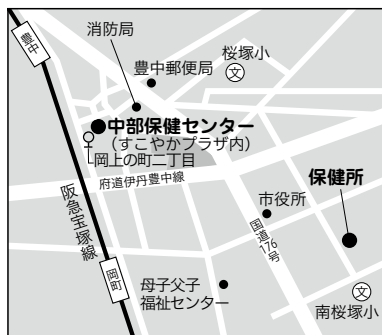 消防局
豊中
豊中郵便局
桜塚小
文
中部保健センター
(すこやかプラザ内)
岡上の町二丁目
府道伊丹豊中線
保健所
市役所
阪急宝塚線
国道176号
岡町
母子父子
福祉センター
文
南桜塚小